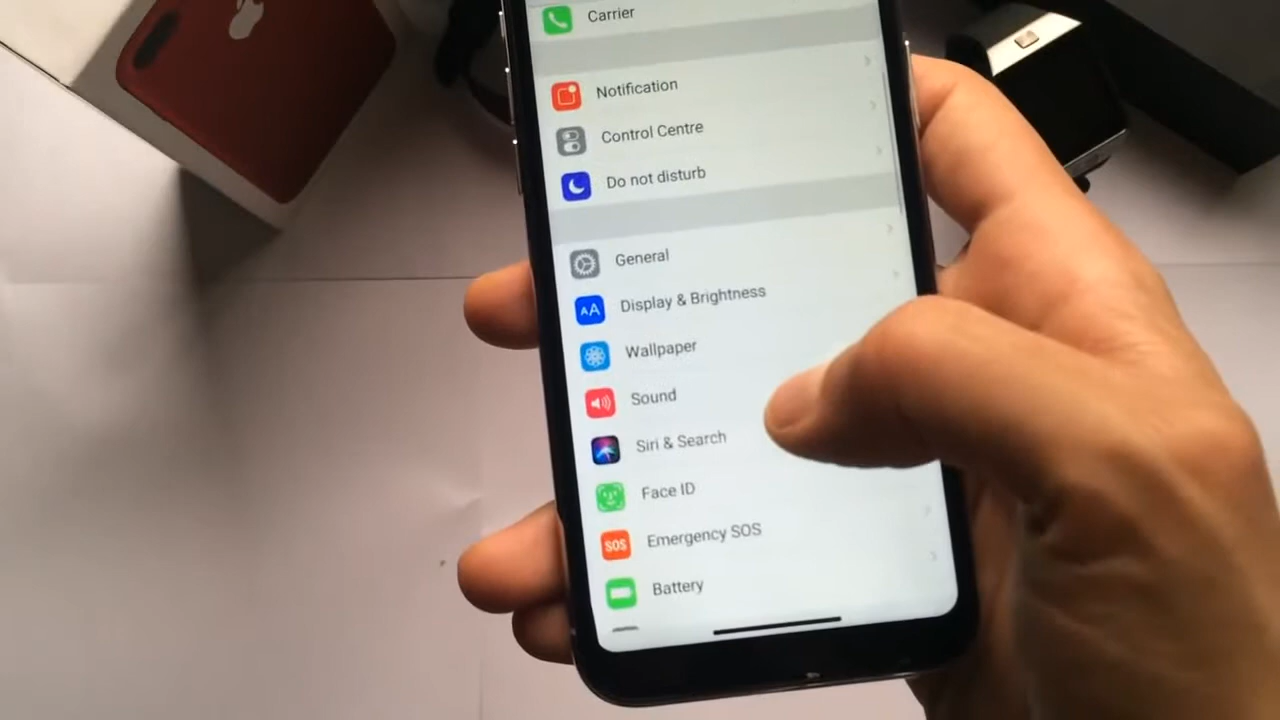 Carrier
Notification
Control Centre
Do not disturb
General
AA Display & Brightness
Wallpaper
Sound
Siri & Search
Face ID
SOS Emergency SOS
Battery